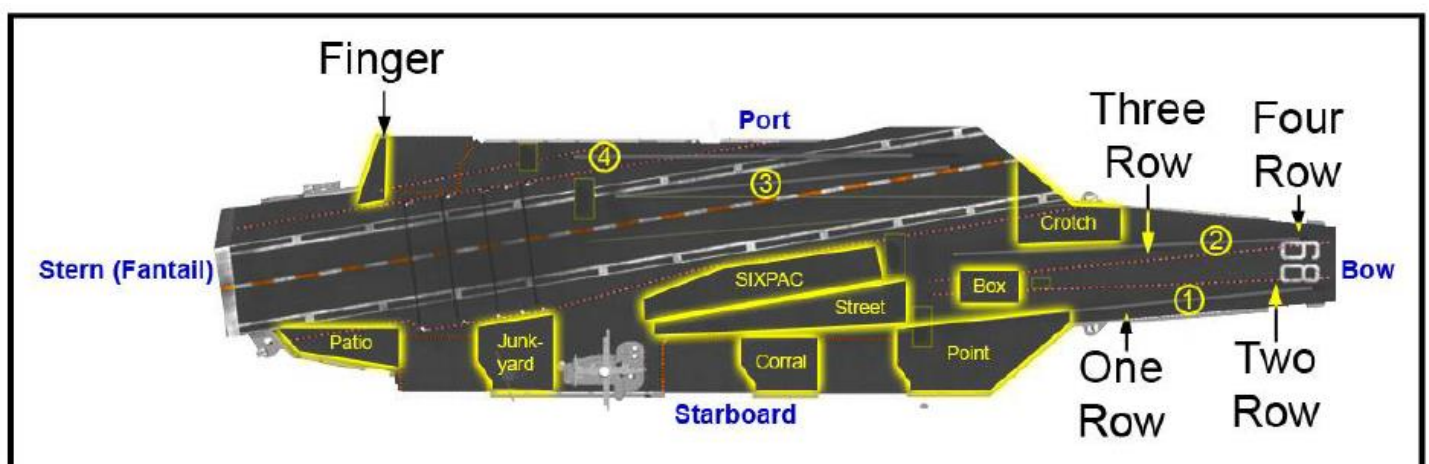 Finger
Port
Three
Row
Four
Row
④
③
Crotch
②
Stern (Fantail)
SIXPAC
Box
68
Bow
Street
①
Patio
Junk-
yard
Corral
Point
One
Row
Two
Row
Starboard